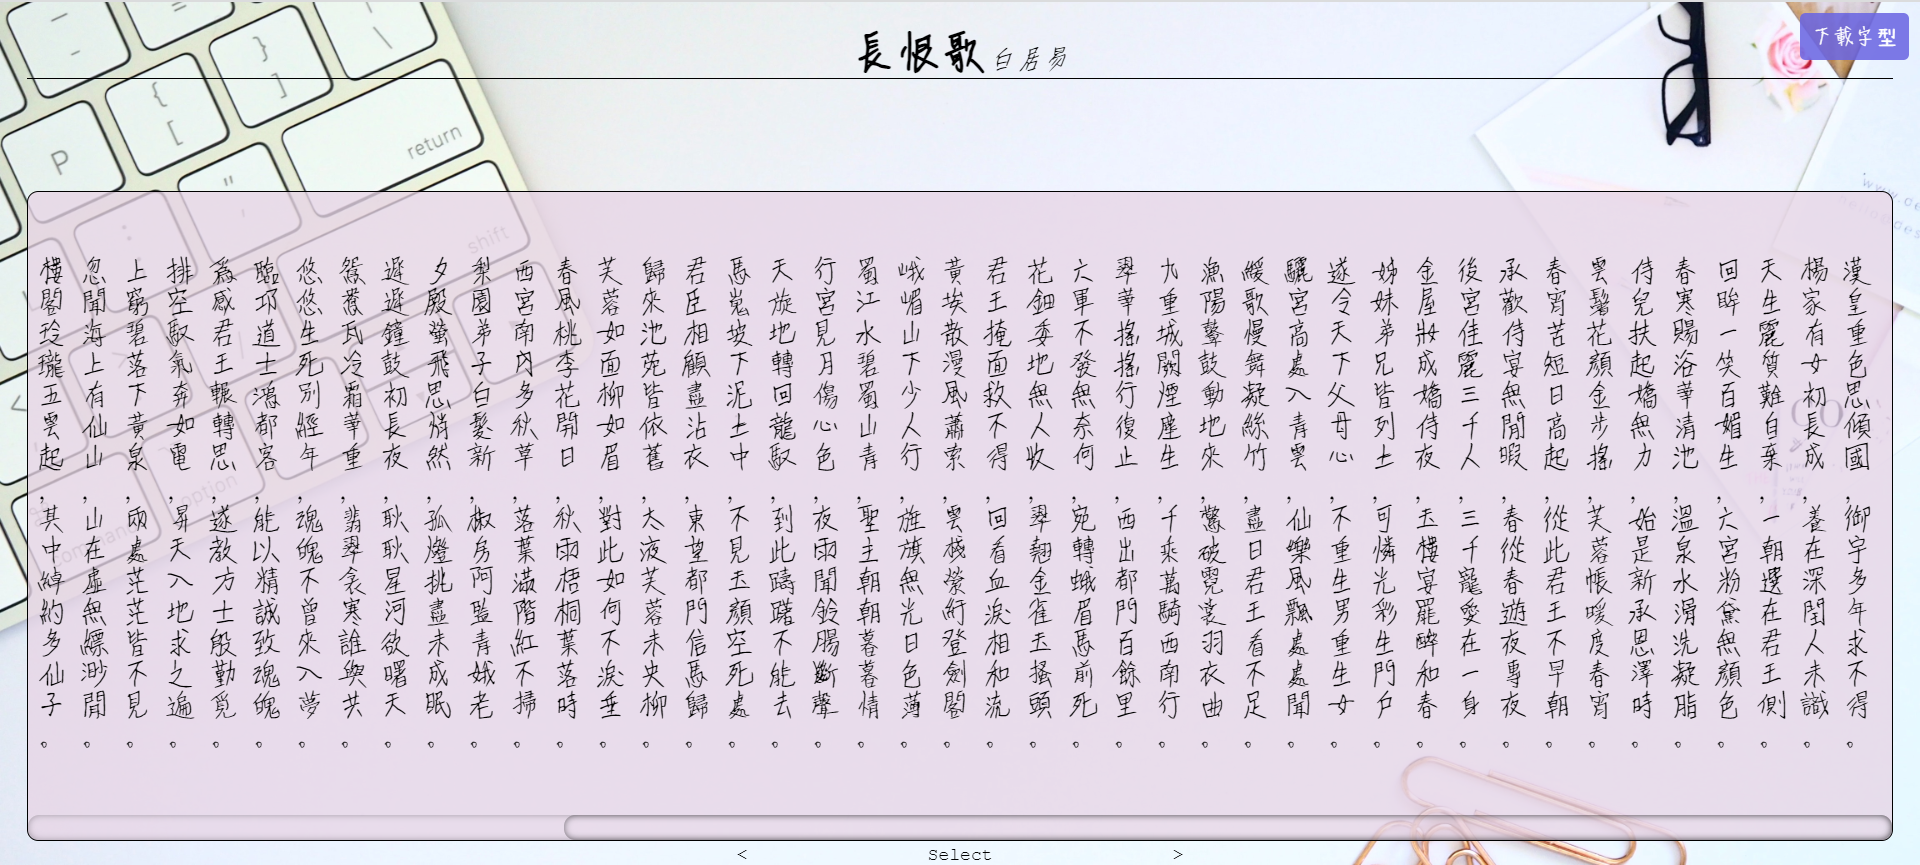 長恨歌 白居易
下載字型
漢皇重色思傾國，御宇多年求不得。
楊家有女初長成，養在深閨人未識。
天生麗質難自棄，一朝選在君王側。
回眸一笑百媚生，六宮粉黛無顏色。
春寒賜浴華清池，溫泉水滑洗凝脂。
侍兒扶起嬌無力，始是新承恩澤時。
雲鬢花顏金步搖，芙蓉帳暖度春宵。
春宵苦短日高起，從此君王不早朝。
承歡侍宴無閒暇，春從春遊夜專夜。
後宮佳麗三千人，三千寵愛在一身。
金屋妝成嬌侍夜，玉樓宴罷醉和春。
姊妹弟兄皆列土，可憐光彩生門戶。
遂令天下父母心，不重生男重生女。
驪宮高處入青雲，仙樂風飄處處聞。
緩歌慢舞凝絲竹，盡日君王看不足。
漁陽鼙鼓動地來，驚破霓裳羽衣曲。
九重城闕煙塵生，千乘萬騎西南行。
翠華搖搖行復止，西出都門百餘里。
六軍不發無奈何，宛轉蛾眉馬前死。
花鈿委地無人收，翠翹金雀玉搔頭。
君王掩面救不得，回看血淚相和流。
黃埃散漫風蕭索，雲棧縈紆登劍閣。
峨嵋山下少人行，旌旗無光日色薄。
蜀江水碧蜀山青，聖主朝朝暮暮情。
行宮見月傷心色，夜雨聞鈴腸斷聲。
天旋地轉回龍馭，到此躊躇不能去。
馬嵬坡下泥土中，不見玉顏空死處。
君臣相顧盡沾衣，東望都門信馬歸。
歸來池苑皆依舊，太液芙蓉未央柳。
芙蓉如面柳如眉，對此如何不淚垂。
春風桃李花開日，秋雨梧桐葉落時。
西宮南內多秋草，落葉滿階紅不掃。
梨園弟子白髮新，椒房阿監青娥老。
夕殿螢飛思悄然，孤燈挑盡未成眠。
遲遲鐘鼓初長夜，耿耿星河欲曙天。
鴛鴦瓦冷霜華重，翡翠衾寒誰與共。
悠悠生死別經年，魂魄不曾來入夢。
臨邛道士鴻都客，能以精誠致魂魄。
為感君王輾轉思，遂教方士殷勤覓。
排空馭氣奔如電，昇天入地求之遍。
上窮碧落下黃泉，兩處茫茫皆不見。
忽聞海上有仙山，山在虛無縹渺間。
樓閣玲瓏五雲起，其中綽約多仙子。
P
return
shift
option
command
< Select >